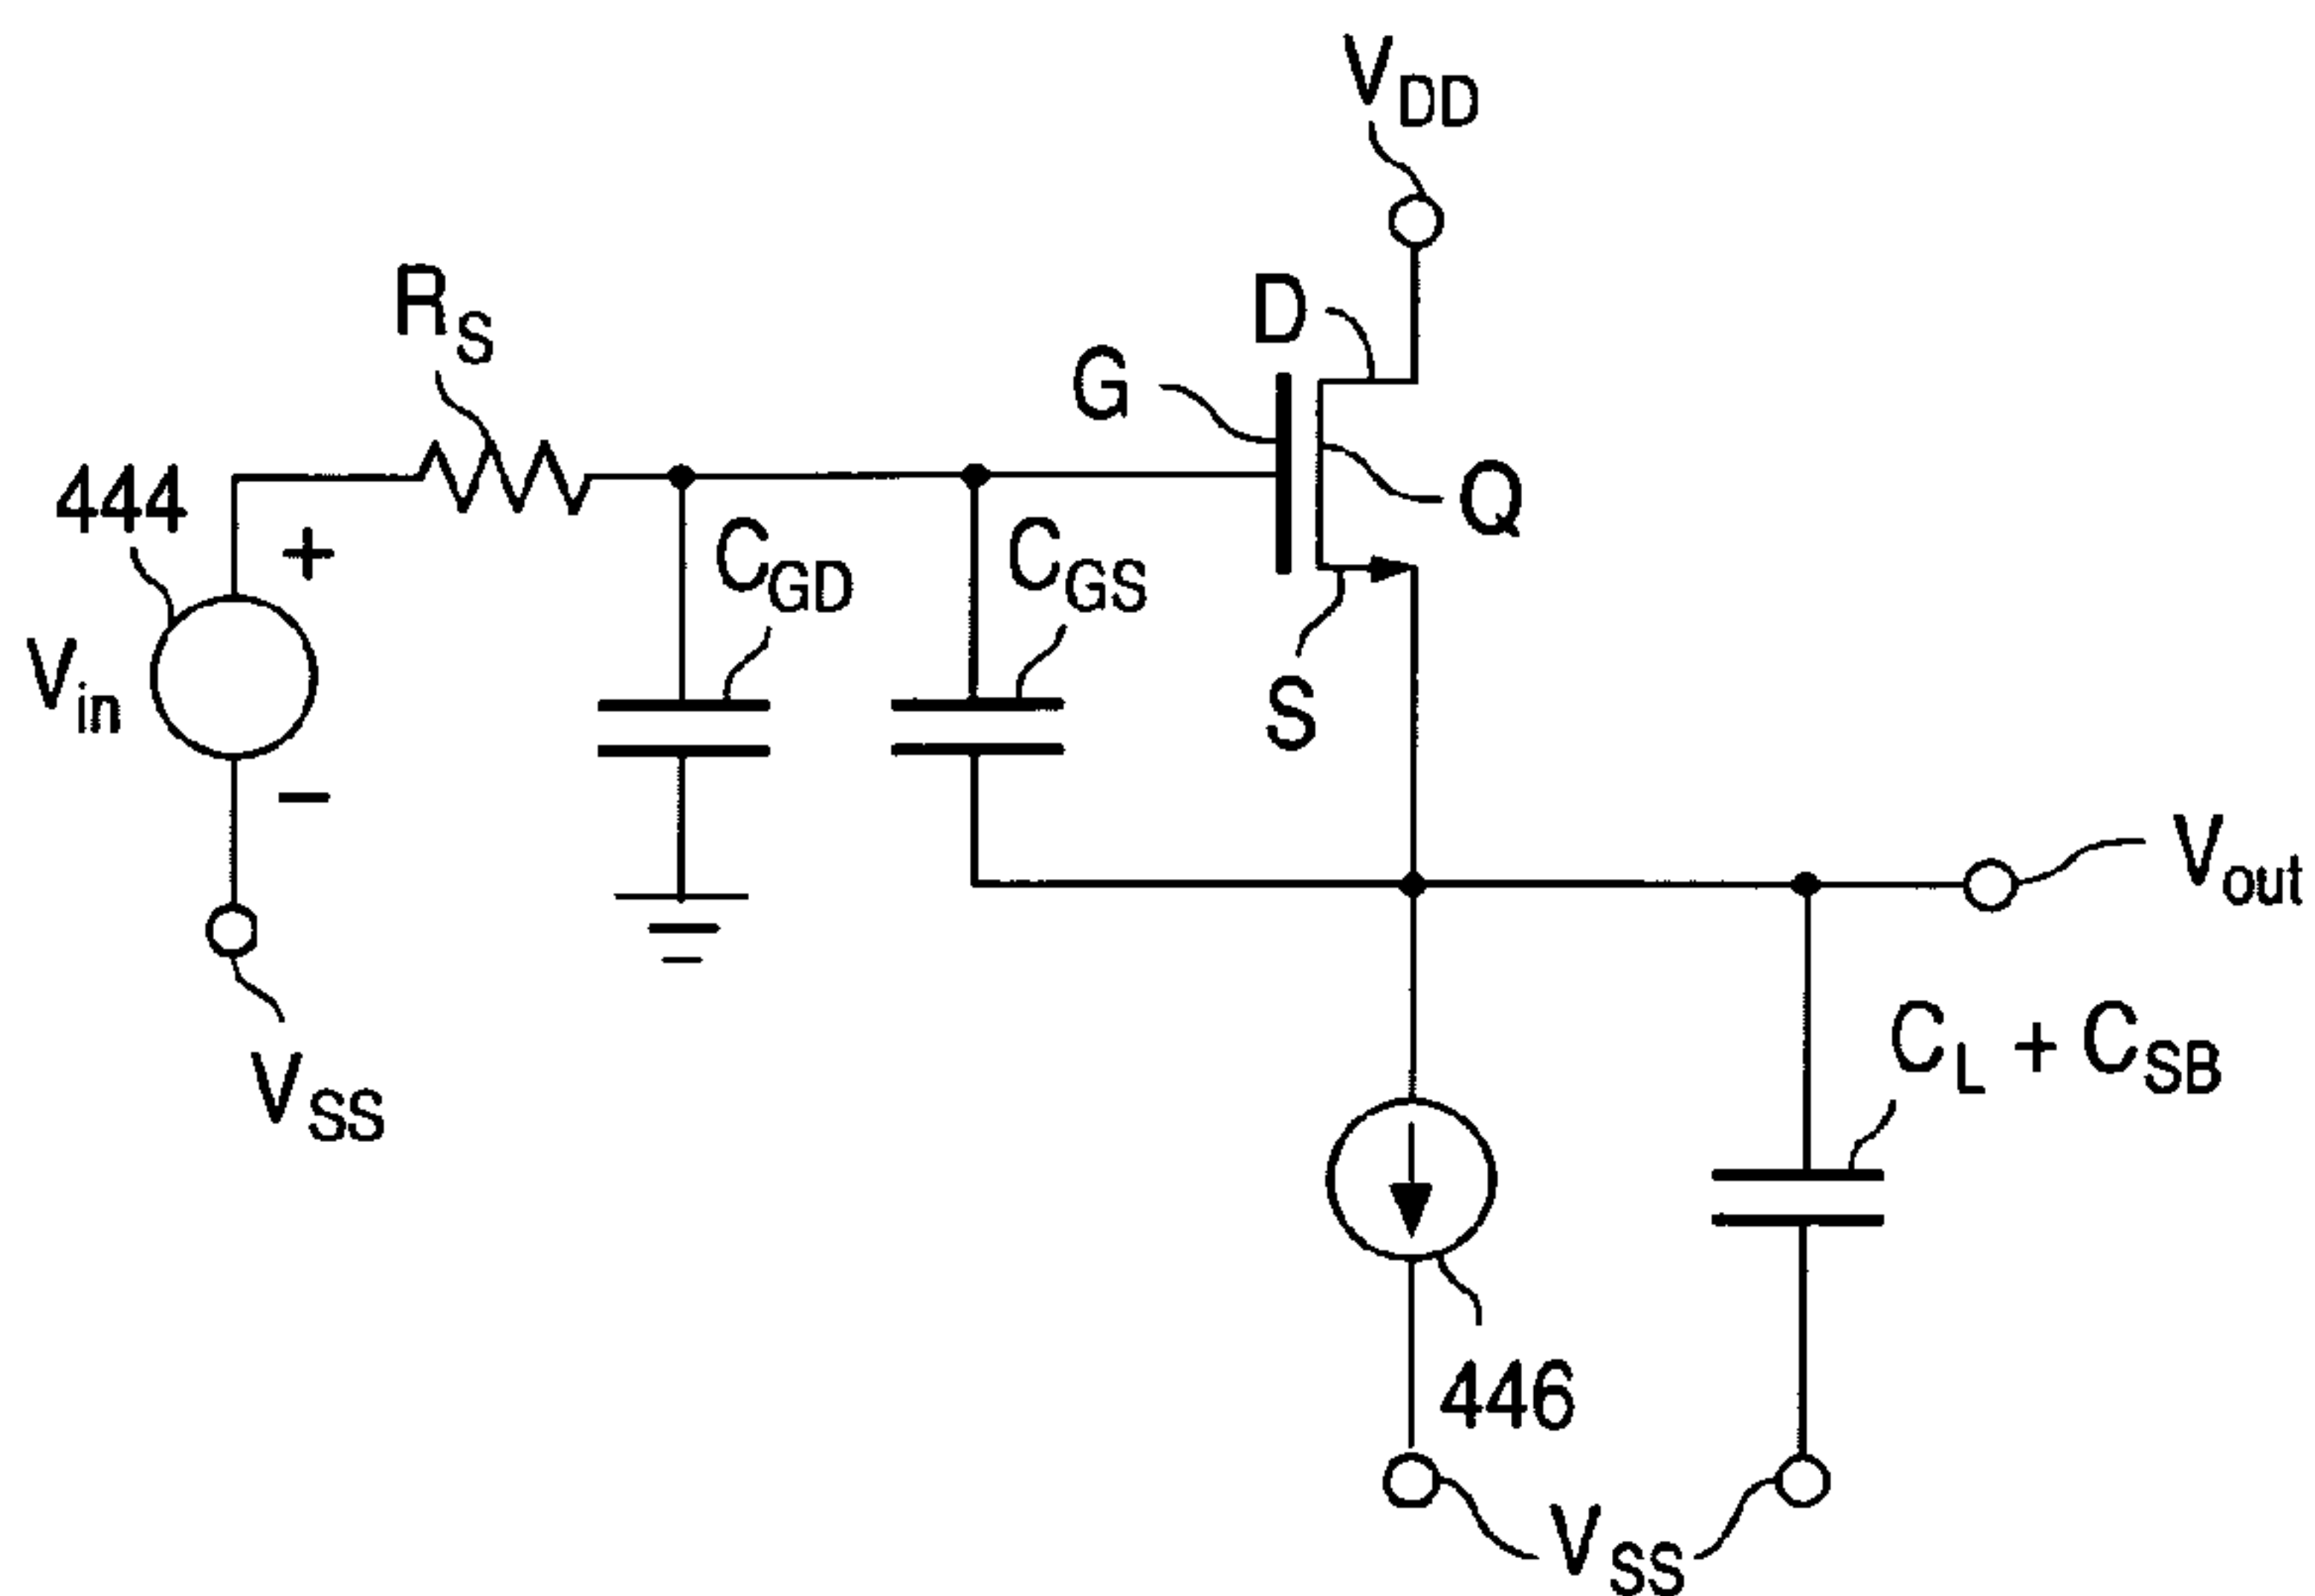 V_DD
R_S
D
G
444
+
Q
C_GD
C_GS
V_in
S
−
V_out
C_L + C_SB
V_SS
446
V_SS